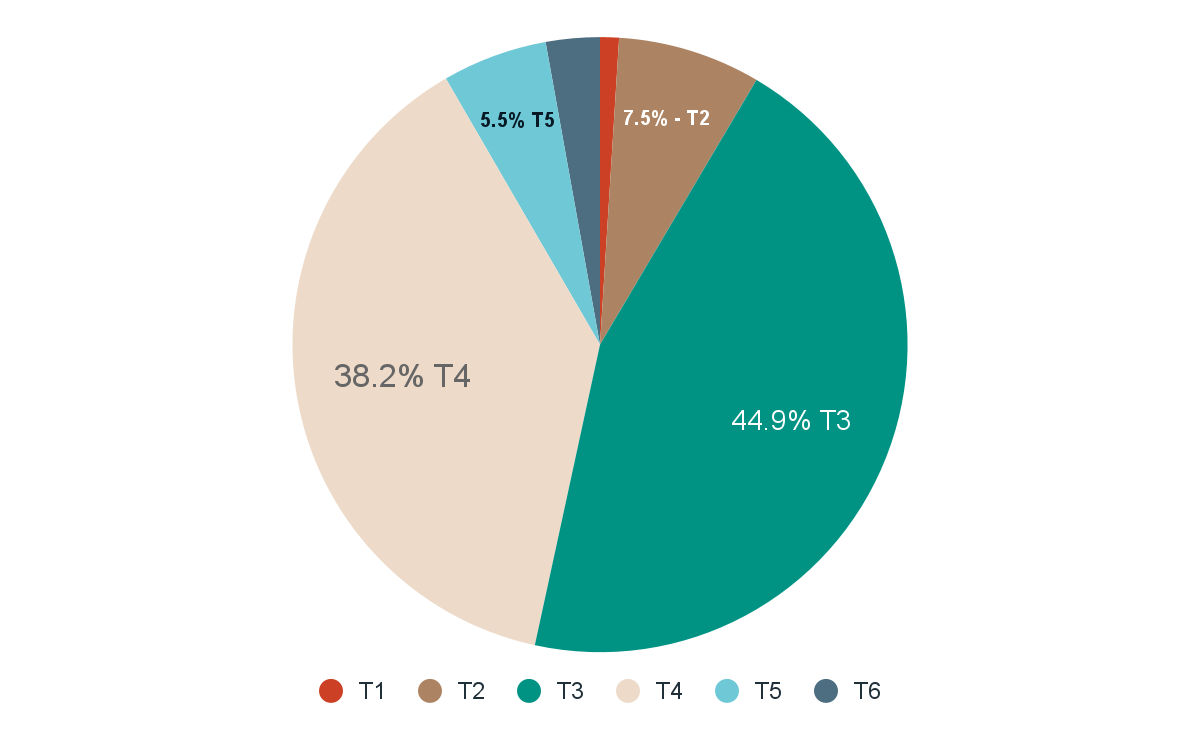 5.5% T5
7.5% - T2
38.2% T4
44.9% T3
T1 T2 T3 T4 T5 T6